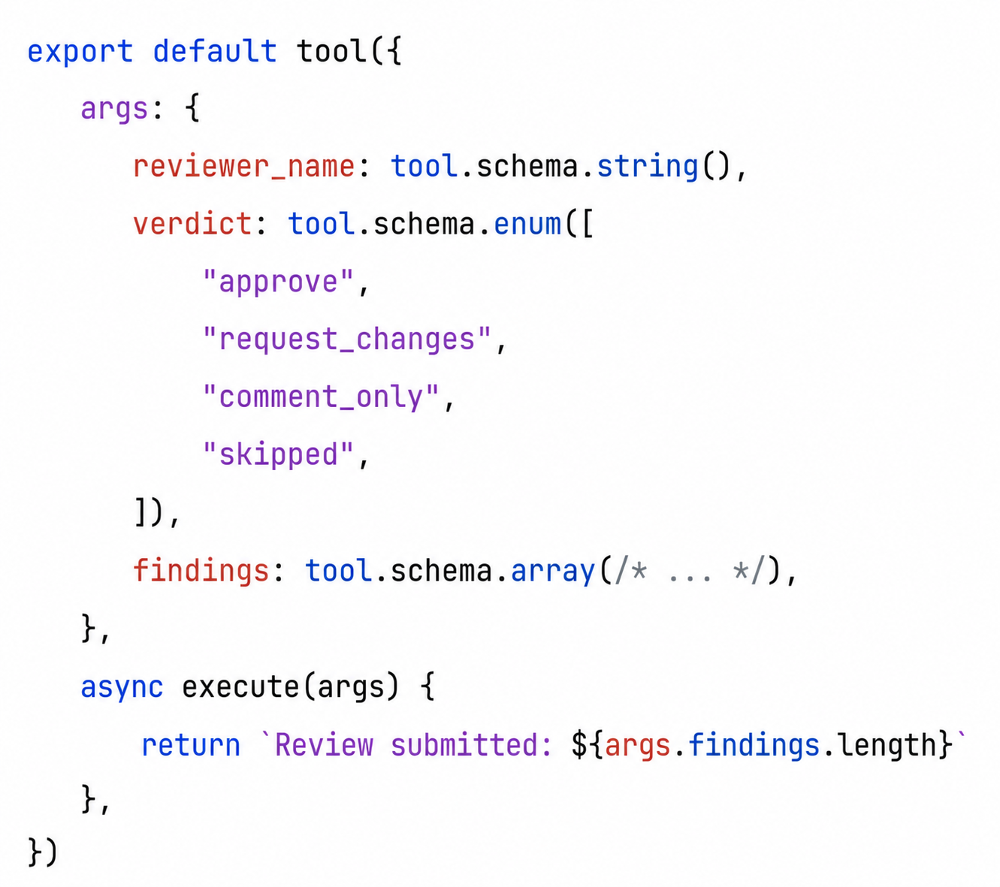 export default tool({
   args: {
      reviewer_name: tool.schema.string(),
      verdict: tool.schema.enum([
          "approve",
          "request_changes",
          "comment_only",
          "skipped",
      ]),
      findings: tool.schema.array(/* ... */),
   },
   async execute(args) {
       return `Review submitted: ${args.findings.length}`
   },
})